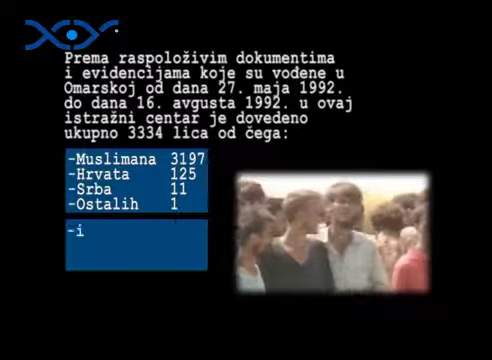 Prema raspoloživim dokumentima
i evidencijama koje su vođene u
Omarskoj od dana 27. maja 1992.
do dana 16. avgusta 1992. u ovaj
istražni centar je dovedeno
ukupno 3334 lica od čega:
-Muslimana 3197
-Hrvata 125
-Srba 11
-Ostalih 1
-i